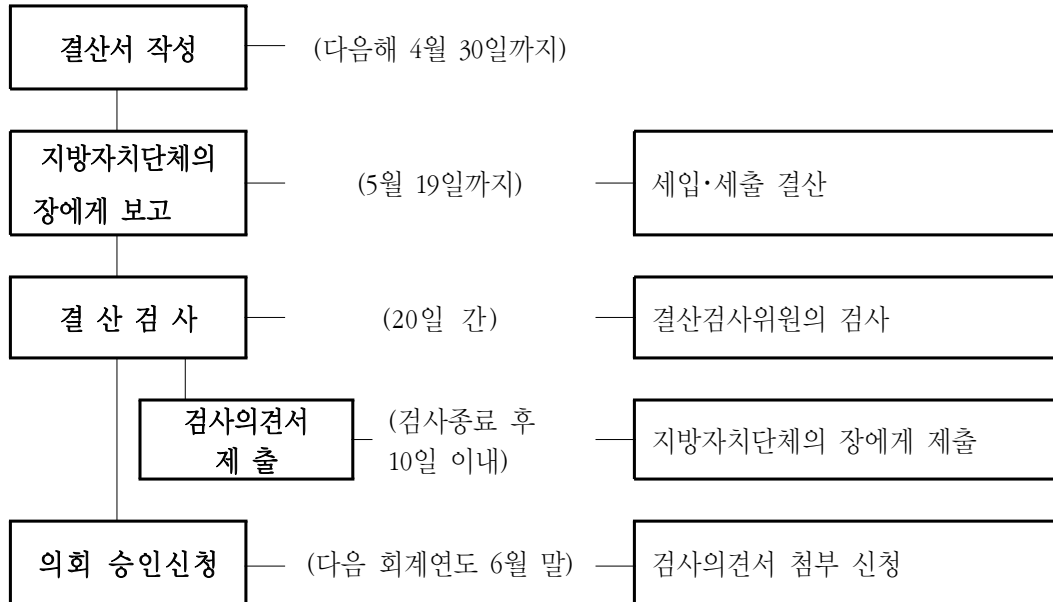 결산서 작성 (다음해 4월 30일까지)
지방자치단체의
장에게 보고 (5월 19일까지) 세입·세출 결산
결 산 검 사 (20일 간) 결산검사위원의 검사
검사의견서
제 출 (검사종료 후
10일 이내) 지방자치단체의 장에게 제출
의회 승인신청 (다음 회계연도 6월 말) 검사의견서 첨부 신청